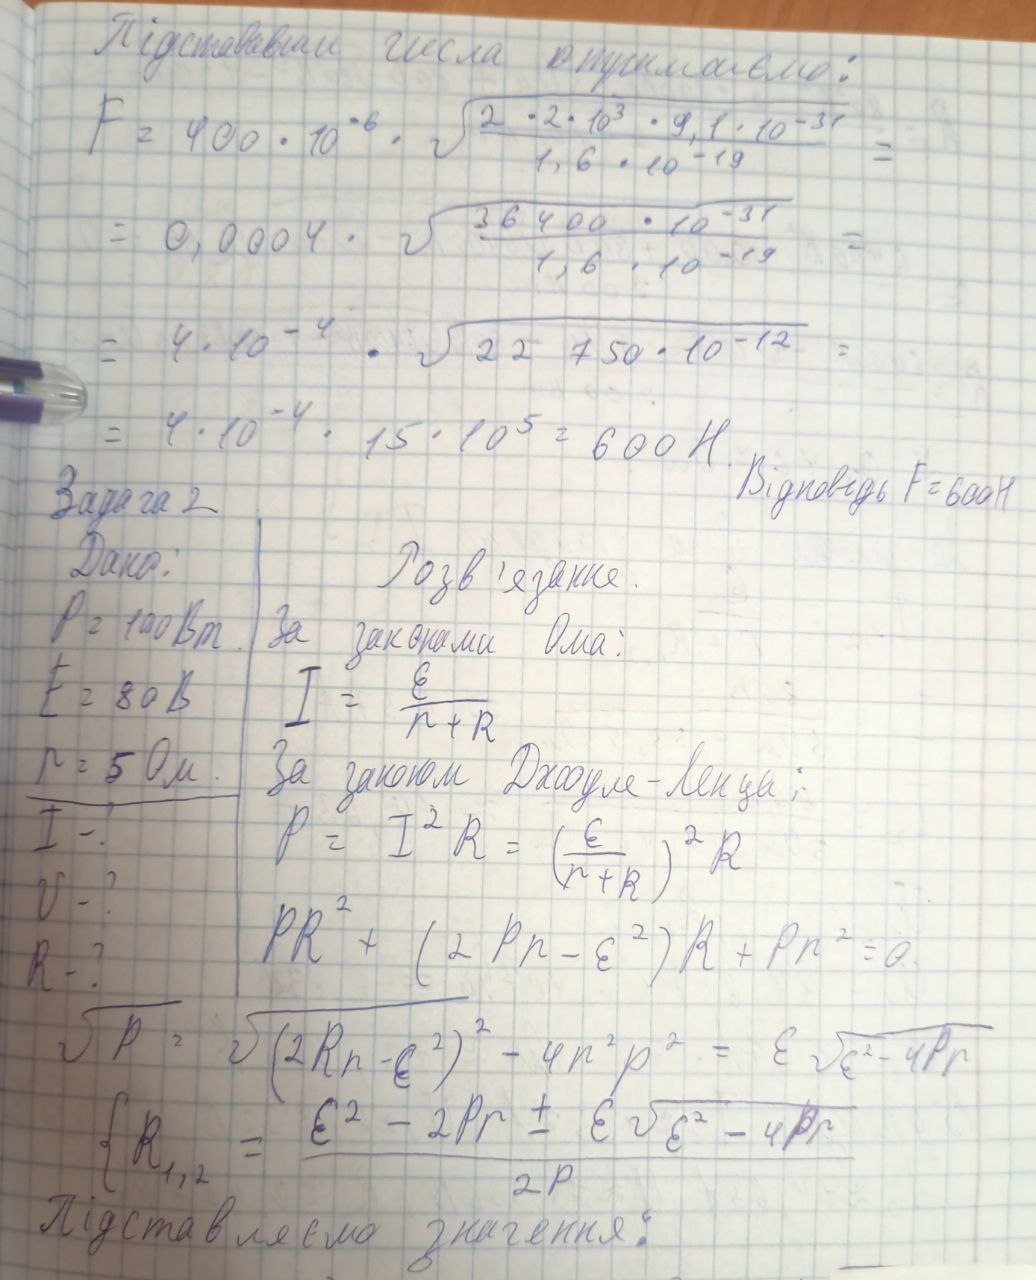 Підставивши числа отримаємо:
F = 400 · 10⁻⁶ · √(2 · 2 · 10³ · 9,1 · 10⁻³¹ / 1,6 · 10⁻¹⁹) =
= 0,0004 · √(36400 · 10⁻³¹ / 1,6 · 10⁻¹⁹) =
= 4 · 10⁻⁴ · √(22 750 · 10⁻¹²) =
= 4 · 10⁻⁴ · 15 · 10⁵ = 600 Н.
Відповідь F = 600Н
Задача 2
Дано:
P = 100 Вт.
E = 80 В
r = 5 Ом.
I - ?
U - ?
R - ?
Розв'язання.
За законами Ома:
I = ε / (r + R)
За законом Джоуля-Ленца:
P = I² R = (ε / (r + R))² R
PR² + (2Pr - ε²)R + Pr² = 0.
√P = √((2Rr - ε²)² - 4r²p²) = ε√(ε² - 4Pr)
{R₁,₂ = (ε² - 2Pr ± ε√(ε² - 4Pr)) / 2P
Підставляємо значення: